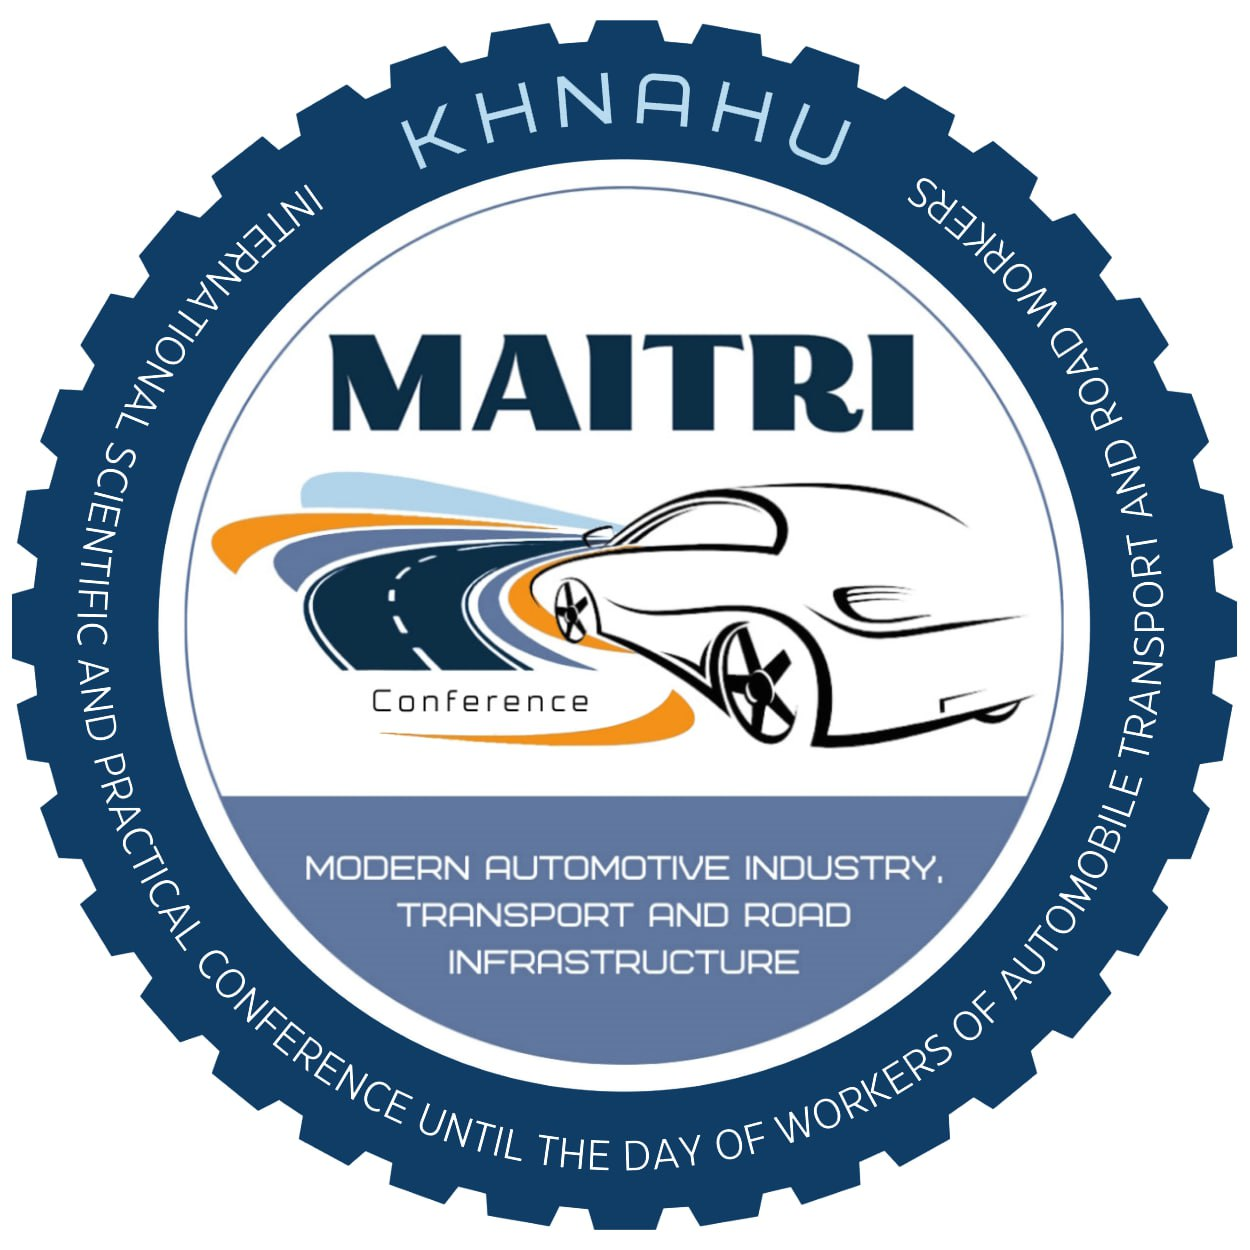 KHNAHU
INTERNATIONAL SCIENTIFIC AND PRACTICAL CONFERENCE UNTIL THE DAY OF WORKERS OF AUTOMOBILE TRANSPORT AND ROAD WORKERS
MAITRI
Conference
MODERN AUTOMOTIVE INDUSTRY,
TRANSPORT AND ROAD
INFRASTRUCTURE